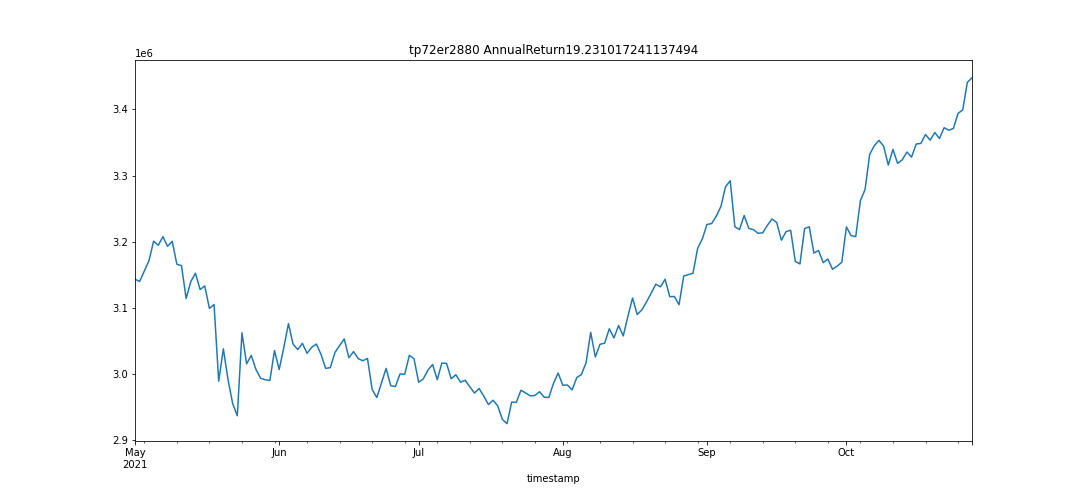 tp72er2880 AnnualReturn19.231017241137494
1e6
3.4
3.3
3.2
3.1
3.0
2.9
May Jun Jul Aug Sep Oct
2021
timestamp